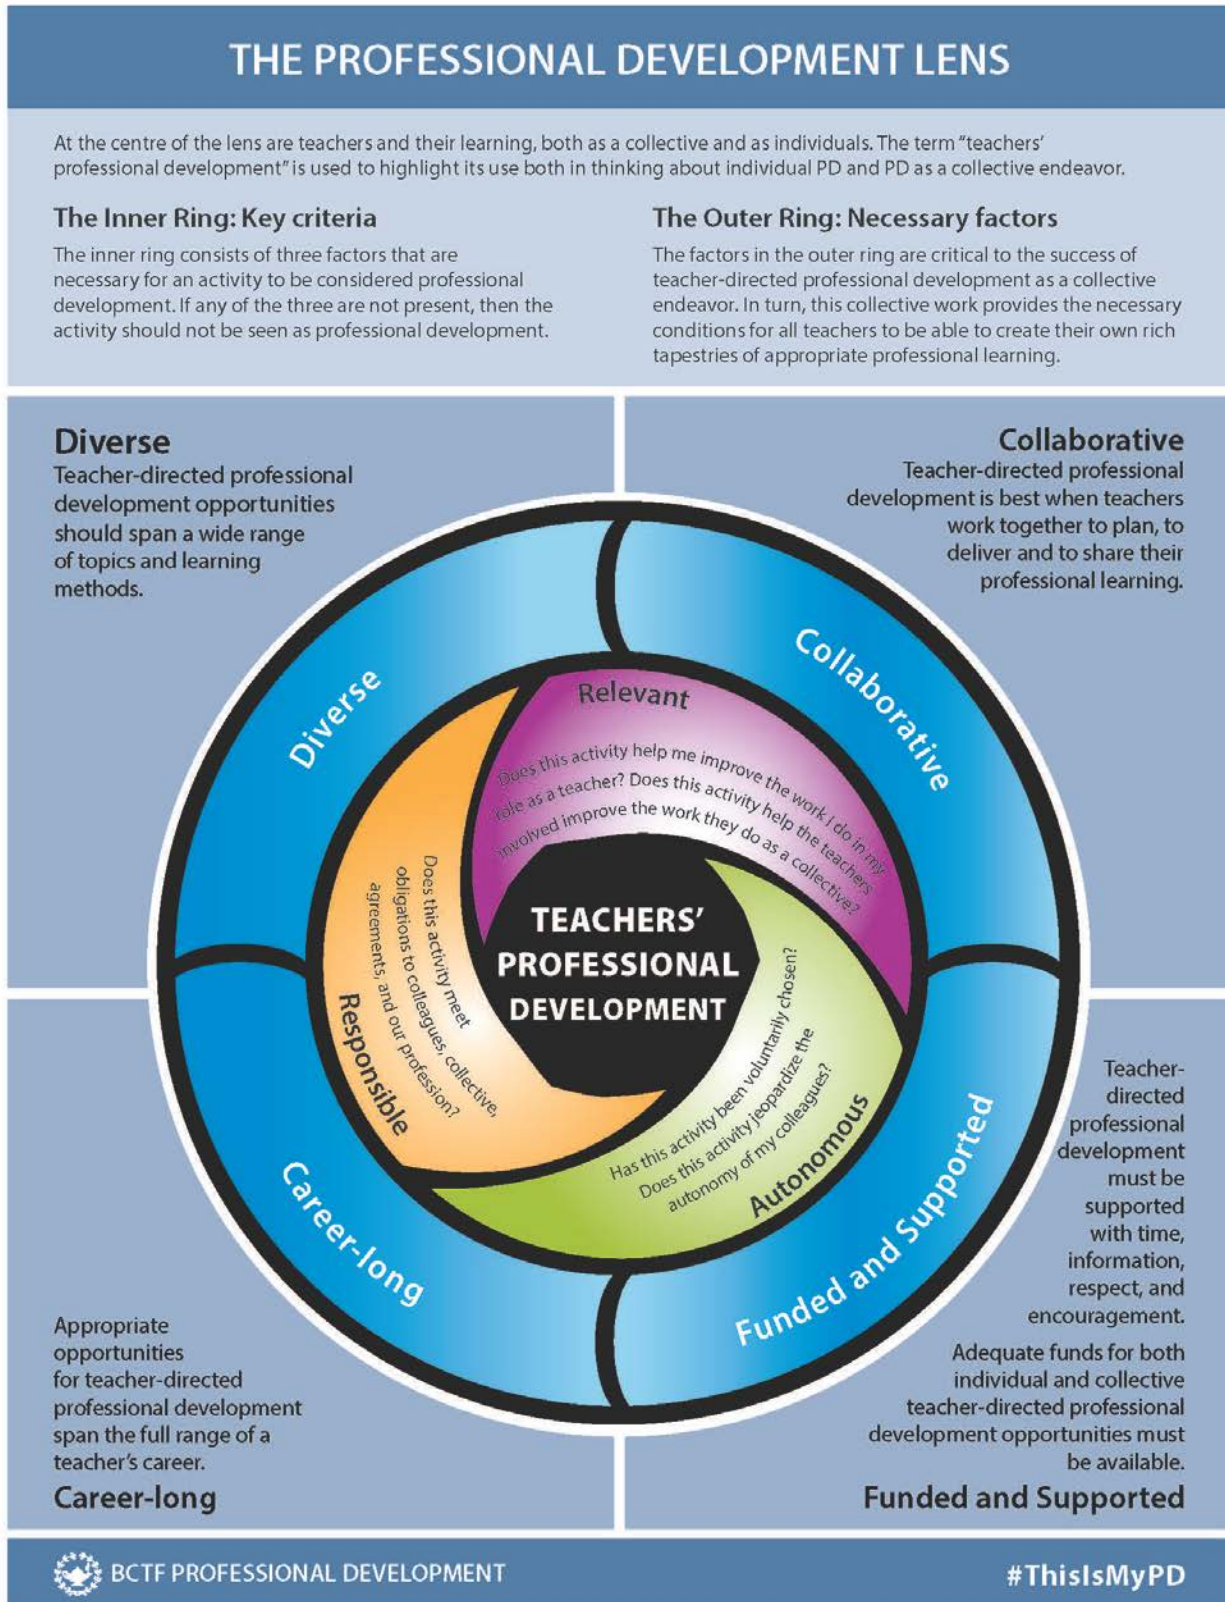 THE PROFESSIONAL DEVELOPMENT LENS
At the centre of the lens are teachers and their learning, both as a collective and as individuals. The term “teachers’
professional development” is used to highlight its use both in thinking about individual PD and PD as a collective endeavor.
The Inner Ring: Key criteria
The inner ring consists of three factors that are
necessary for an activity to be considered professional
development. If any of the three are not present, then the
activity should not be seen as professional development.
The Outer Ring: Necessary factors
The factors in the outer ring are critical to the success of
teacher-directed professional development as a collective
endeavor. In turn, this collective work provides the necessary
conditions for all teachers to be able to create their own rich
tapestries of appropriate professional learning.
Diverse
Teacher-directed professional
development opportunities
should span a wide range
of topics and learning
methods.
Collaborative
Teacher-directed professional
development is best when teachers
work together to plan, to
deliver and to share their
professional learning.
Diverse
Collaborative
Relevant
Does this activity help me improve the work I do in my
role as a teacher? Does this activity help the teachers
involved improve the work they do as a collective?
TEACHERS’
PROFESSIONAL
DEVELOPMENT
Does this activity meet
obligations to colleagues, collective,
agreements, and our profession?
Responsible
Has this activity been voluntarily chosen?
Does this activity jeopardize the
autonomy of my colleagues?
Autonomous
Career-long
Funded and Supported
Appropriate
opportunities
for teacher-directed
professional development
span the full range of a
teacher’s career.
Career-long
Teacher-
directed
professional
development
must be
supported
with time,
information,
respect, and
encouragement.
Adequate funds for both
individual and collective
teacher-directed professional
development opportunities must
be available.
Funded and Supported
BCTF PROFESSIONAL DEVELOPMENT
#ThisIsMyPD